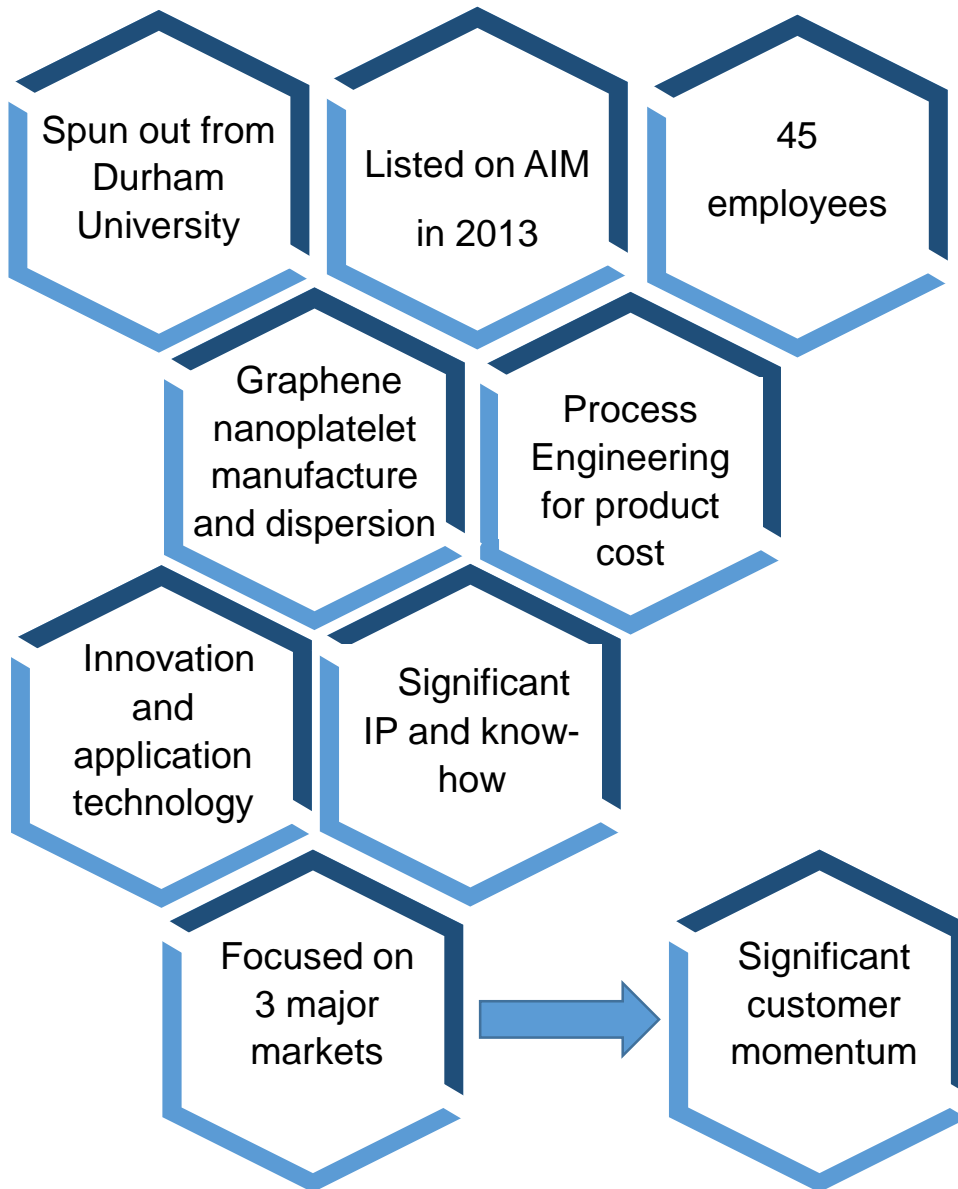 Spun out from
Durham
University
Listed on AIM
in 2013
45
employees
Graphene
nanoplatelet
manufacture
and dispersion
Process
Engineering
for product
cost
Innovation
and
application
technology
Significant
IP and know-
how
Focused on
3 major
markets
Significant
customer
momentum